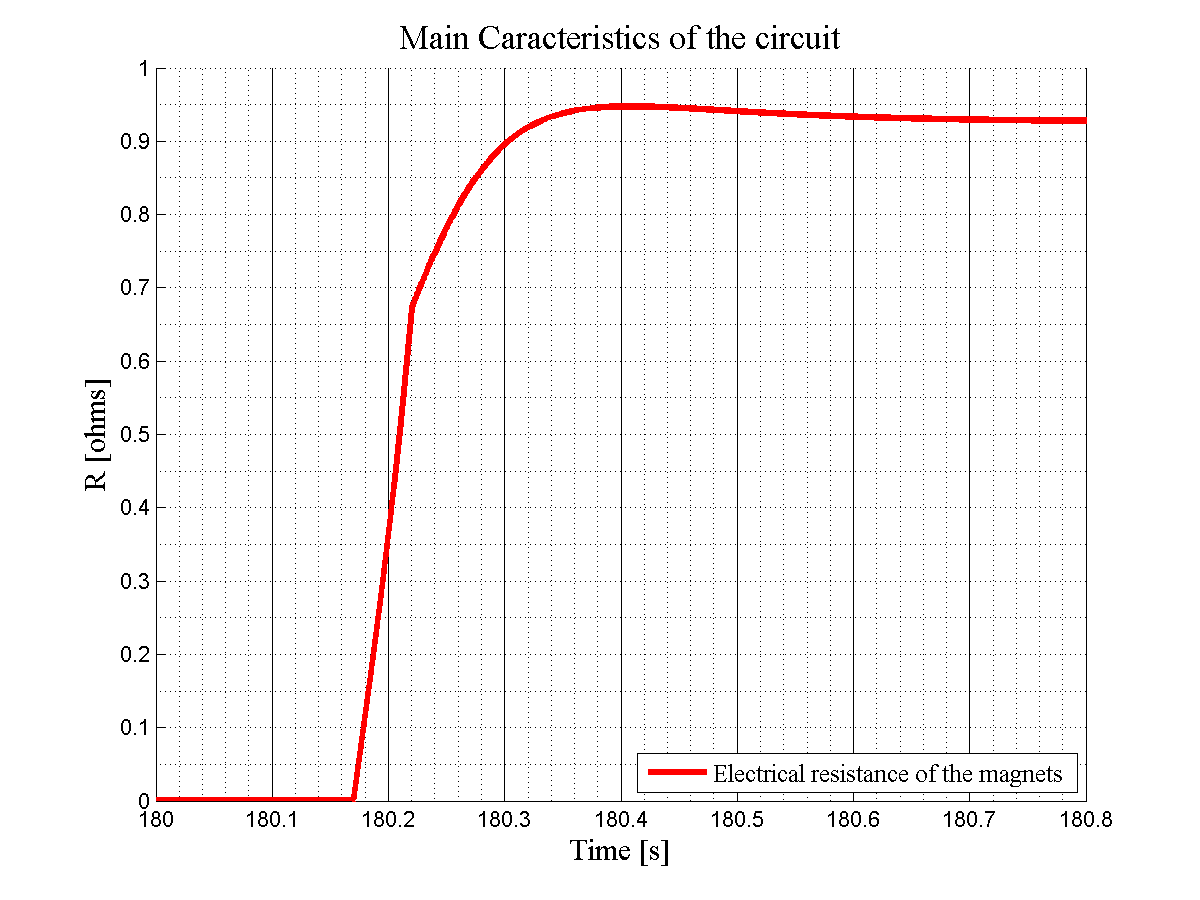 Main Caracteristics of the circuit
1
0.9
0.8
0.7
0.6
0.5
0.4
0.3
0.2
0.1
0
R [ohms]
Electrical resistance of the magnets
180 180.1 180.2 180.3 180.4 180.5 180.6 180.7 180.8
Time [s]